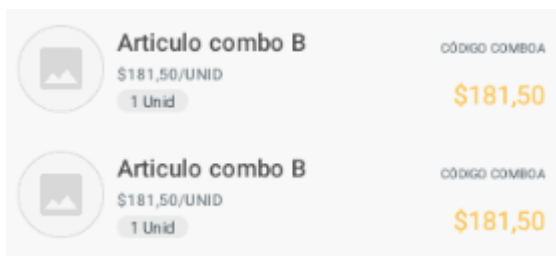 Articulo combo B
CÓDIGO COMBOA
$181,50/UNID
1 Unid
$181,50
Articulo combo B
CÓDIGO COMBOA
$181,50/UNID
1 Unid
$181,50